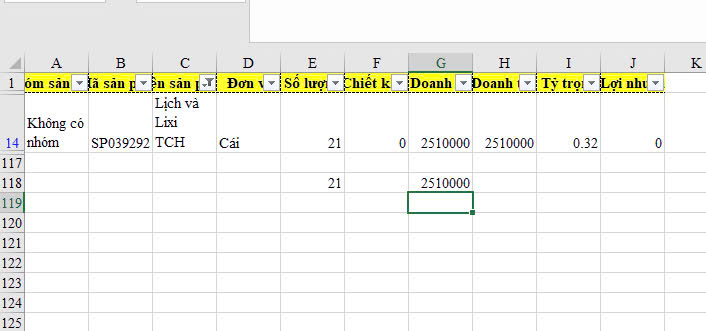 A B C D E F G H I J K
1 óm sản Mã sản p ên sản p Đơn v Số lượ Chiết k Doanh Doanh t Tỷ trọ Lợi nhu
14 Không có nhóm SP039292 Lịch và Lixi TCH Cái 21 0 2510000 2510000 0.32 0
117
118 21 2510000
119
120
121
122
123
124
125